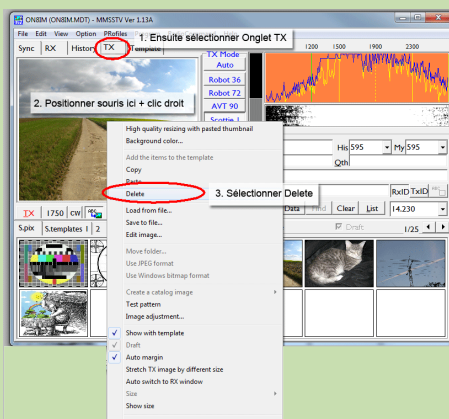 ON8IM (ON8IM.MDT) - MMSSTV Ver 1.13A
File Edit View Option PRofiles
1. Ensuite sélectionner Onglet TX
Sync RX History TX Template
TX Mode
Auto
Robot 36
Robot 72
AVT 90
Scottie 1
1200 1500 1900 2300
2. Positionner souris ici + clic droit
High quality resizing with pasted thumbnail
Background color...
Add the items to the template
Copy
Paste
Delete
3. Sélectionner Delete
Load from file...
Save to file...
Edit image...
Move folder...
Use JPEG format
Use Windows bitmap format
Create a catalog image
Test pattern
Image adjustment...
Show with template
Draft
Auto margin
Stretch TX image by different size
Auto switch to RX window
Size
Show size
His 595 My 595
Qth
RxID TxID
Data Find Clear List 14.230
TX 1750 CW
Draft 1/25
S.pix S.templates 1 2